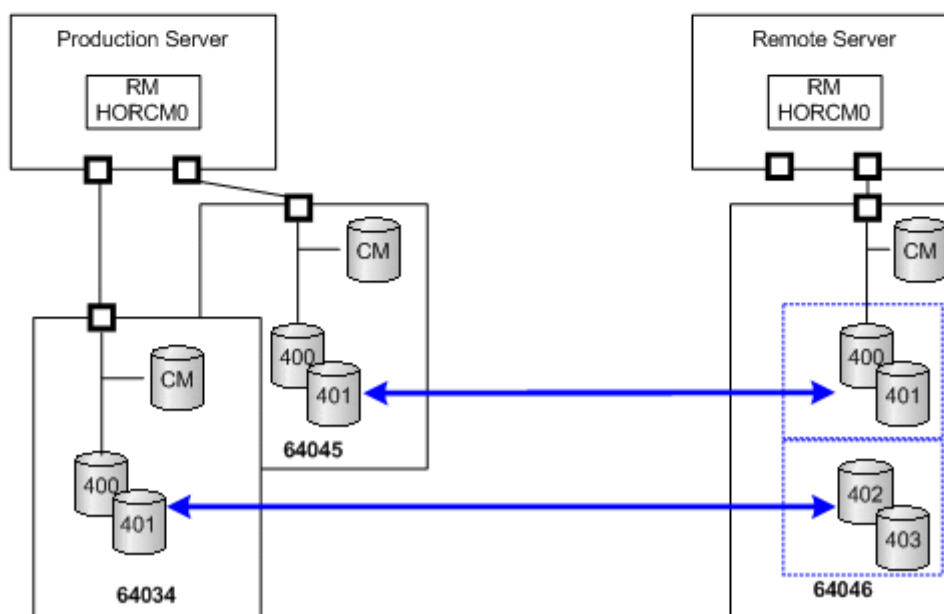 Production Server
RM
HORCM0
Remote Server
RM
HORCM0
CM
CM
400
401
64045
400
401
CM
400
401
64034
402
403
64046